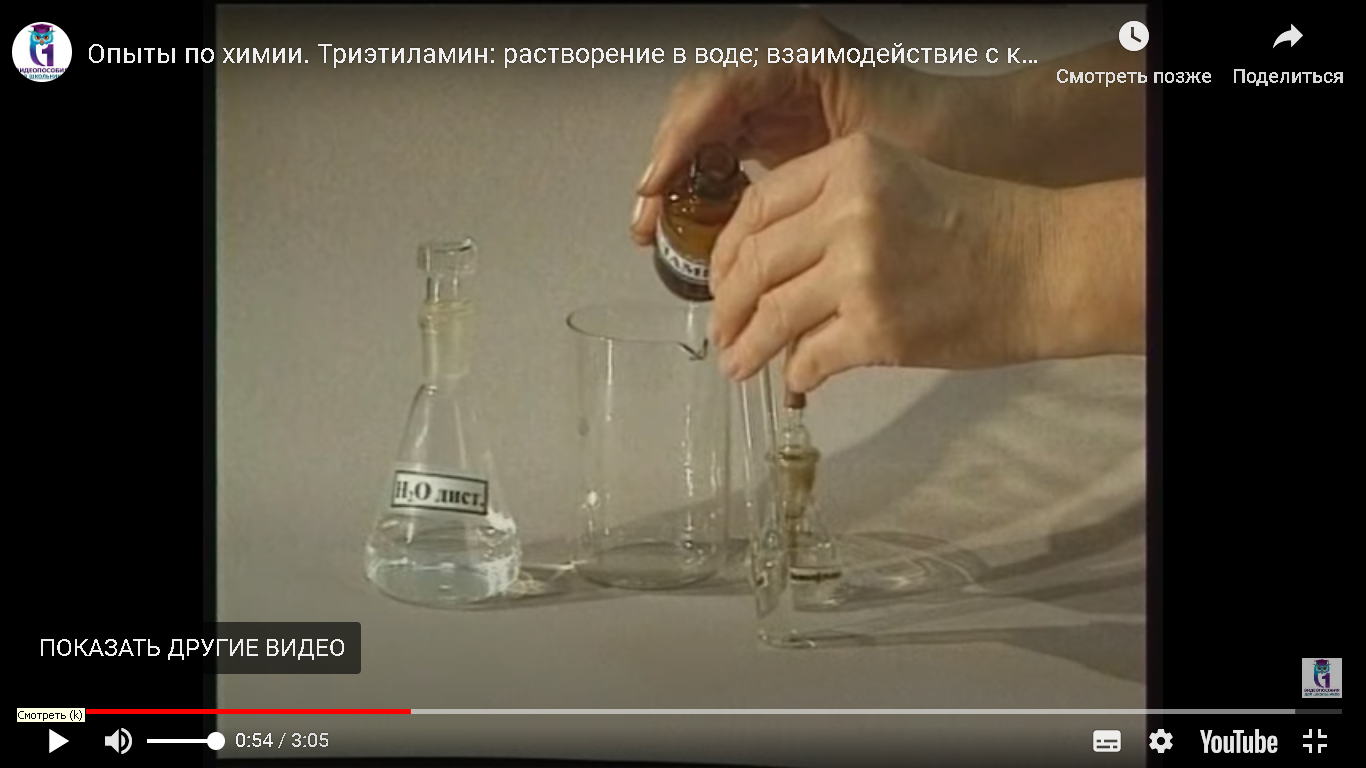 Опыты по химии. Триэтиламин: растворение в воде; взаимодействие с к...
Смотреть позже
Поделиться
H₂O дист.
ПОКАЗАТЬ ДРУГИЕ ВИДЕО
Смотреть (k)
0:54 / 3:05
YouTube